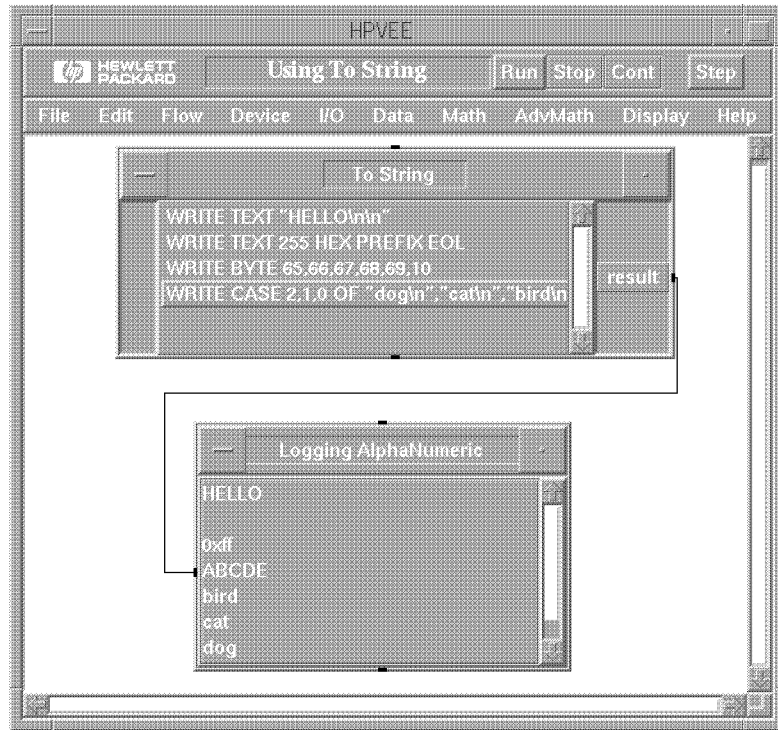 HPVEE
hp HEWLETT PACKARD Using To String Run Stop Cont Step
File Edit Flow Device I/O Data Math AdvMath Display Help
To String
WRITE TEXT "HELLO\n\n"
WRITE TEXT 255 HEX PREFIX EOL
WRITE BYTE 65,66,67,68,69,10
WRITE CASE 2,1,0 OF "dog\n","cat\n","bird\n
result
Logging AlphaNumeric
HELLO
0xff
ABCDE
bird
cat
dog